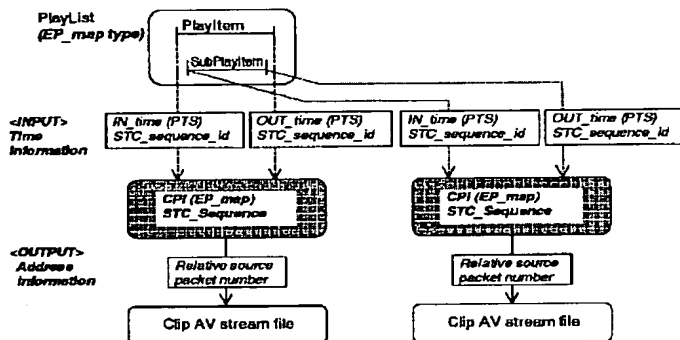 PlayList
(EP_map type)
PlayItem
SubPlayItem
<INPUT>
Time
Information
IN_time (PTS)
STC_sequence_id
OUT_time (PTS)
STC_sequence_id
IN_time (PTS)
STC_sequence_id
OUT_time (PTS)
STC_sequence_id
CPI (EP_map)
STC_Sequence
CPI (EP_map)
STC_Sequence
<OUTPUT>
Address
Information
Relative source
packet number
Relative source
packet number
Clip AV stream file
Clip AV stream file